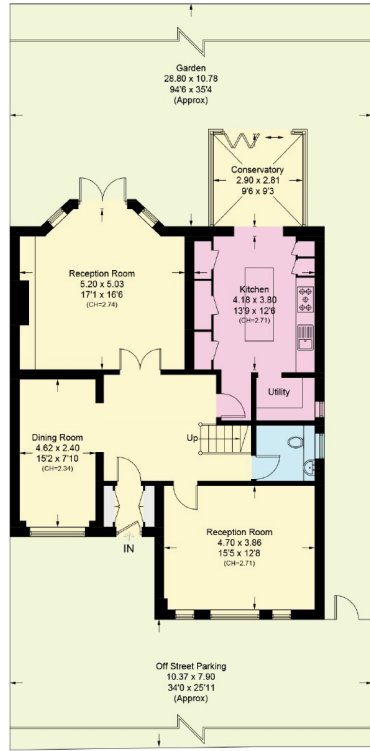 Garden
28.80 x 10.78
94'6 x 35'4
(Approx)
Conservatory
2.90 x 2.81
9'6 x 9'3
Reception Room
5.20 x 5.03
17'1 x 16'6
(CH=2.74)
Kitchen
4.18 x 3.80
13'9 x 12'6
(CH=2.71)
Utility
Dining Room
4.62 x 2.40
15'2 x 7'10
(CH=2.34)
Up
IN
Reception Room
4.70 x 3.86
15'5 x 12'8
(CH=2.71)
Off Street Parking
10.37 x 7.90
34'0 x 25'11
(Approx)